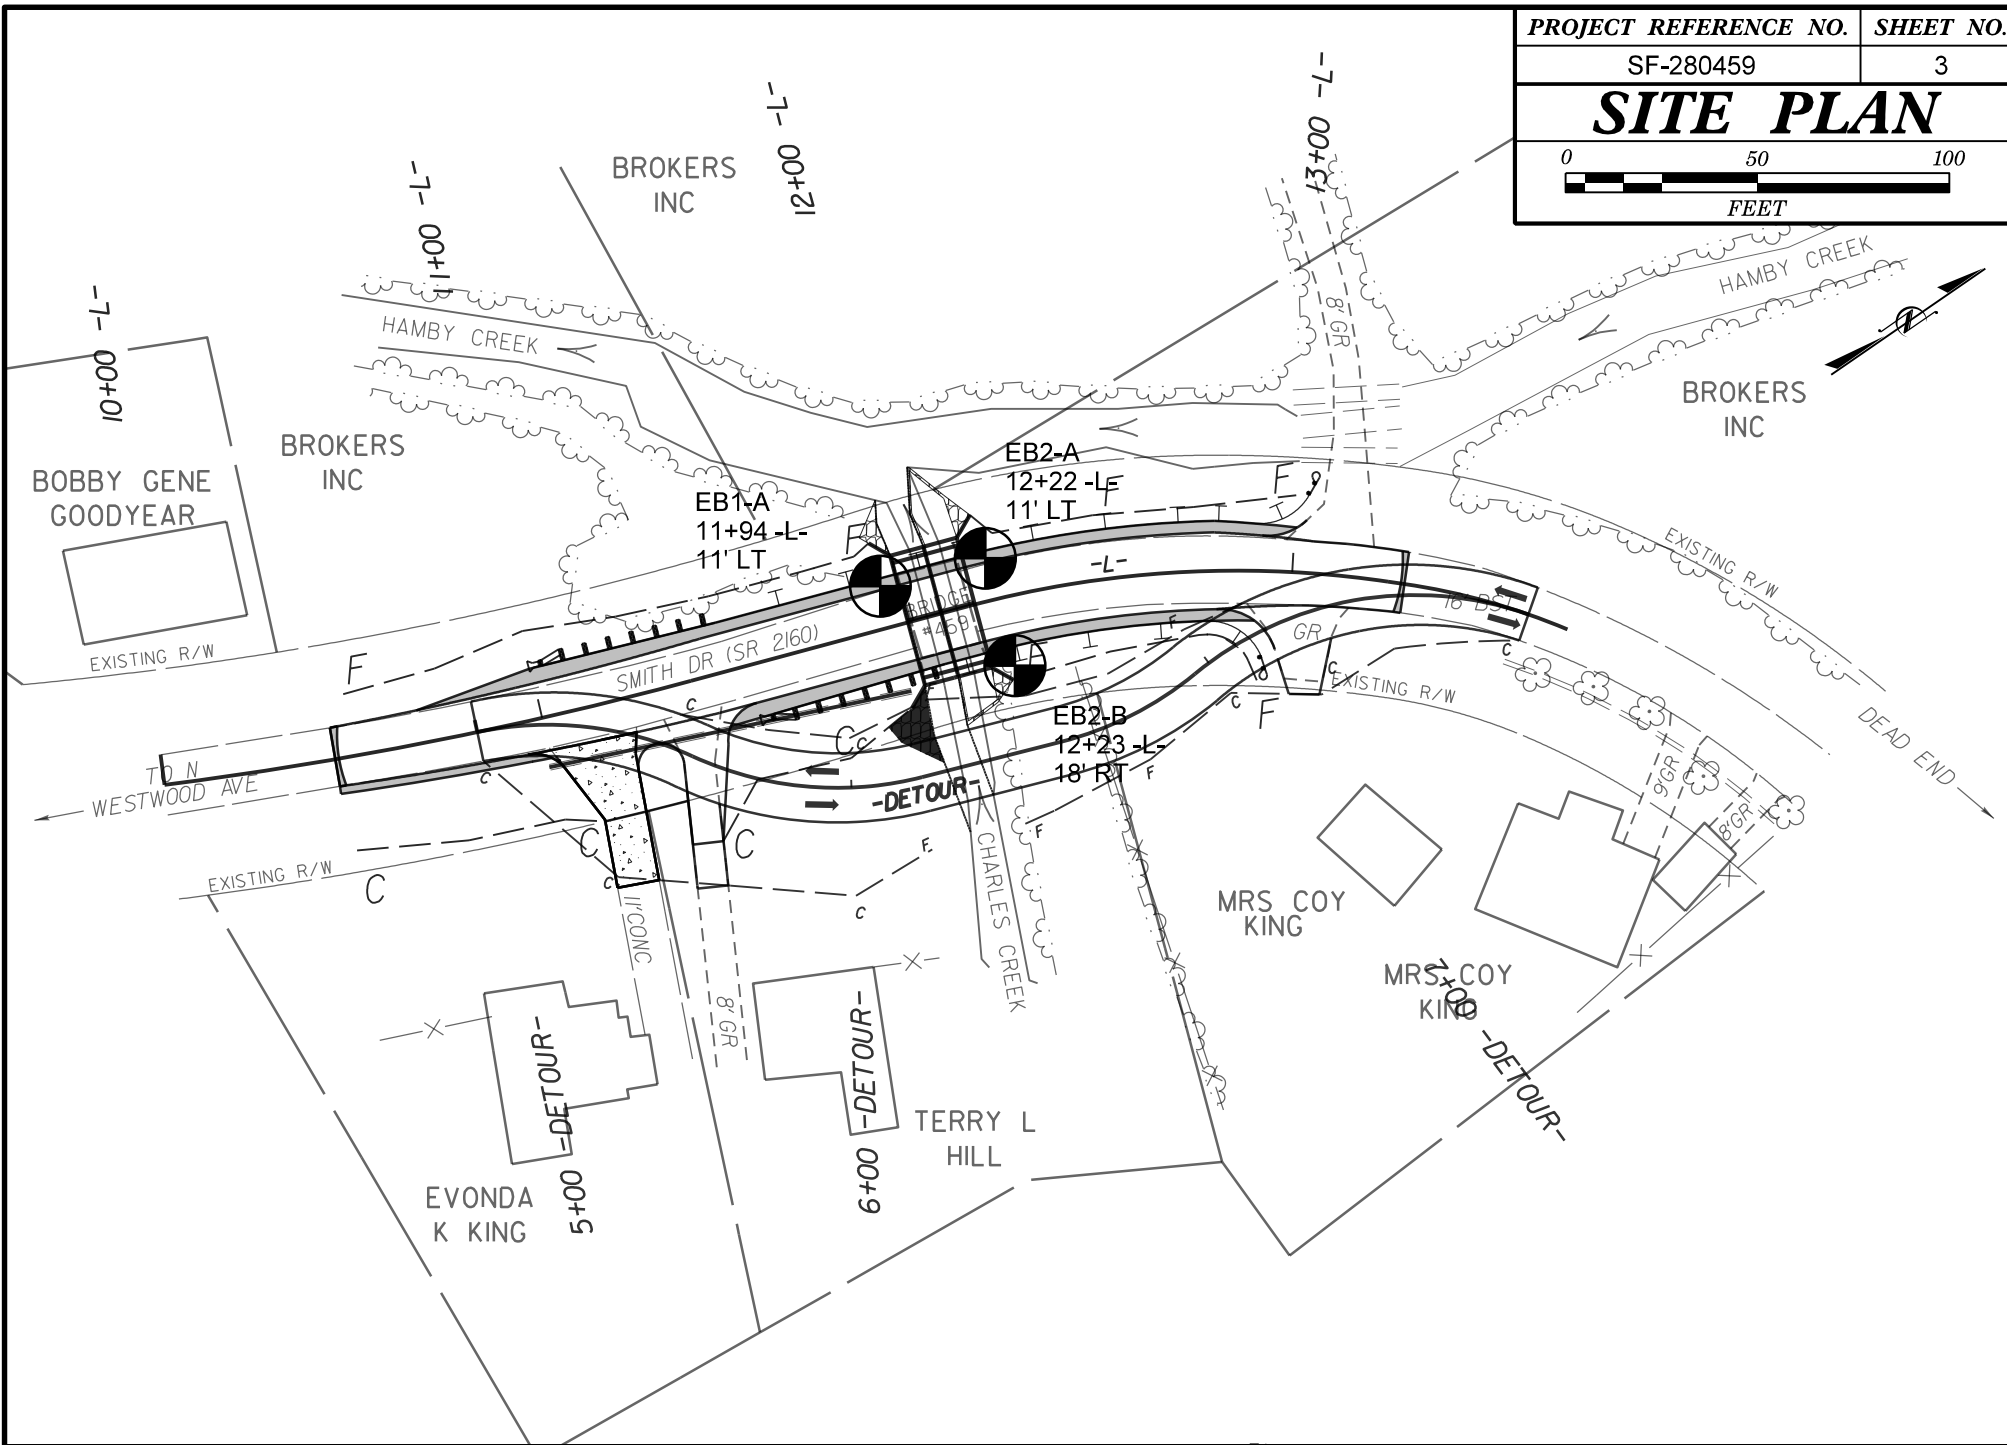 PROJECT REFERENCE NO.
SHEET NO.
SF-280459
3
SITE PLAN
0 50 100
FEET
10+00 -L-
11+00 -L-
12+00 -L-
13+00 -L-
BROKERS
INC
HAMBY CREEK
8' GR
HAMBY CREEK
BROKERS
INC
BROKERS
INC
BOBBY GENE
GOODYEAR
EXISTING R/W
EB1-A
11+94 -L-
11' LT
EB2-A
12+22 -L-
11' LT
F
F
F
F
-L-
EXISTING R/W
BRIDGE
#459
SMITH DR (SR 2160)
16' BST
GR
F
F
C
C
C
EXISTING R/W
F
EB2-B
12+23 -L-
18' RT
F
C
C
C
TO N
WESTWOOD AVE
-DETOUR-
DEAD END
9'GR
8'GR
EXISTING R/W
C
C
C
C
C
F
F
11'CONC
8' GR
CHARLES CREEK
MRS COY
KING
MRS COY
KING
5+00 -DETOUR-
6+00 -DETOUR-
7+00 -DETOUR-
TERRY L
HILL
EVONDA
K KING